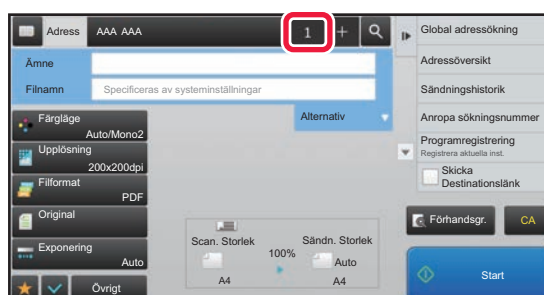 Adress AAA AAA 1 +
Ämne
Filnamn Specificeras av systeminställningar
Alternativ
Färgläge
Auto/Mono2
Upplösning
200x200dpi
Filformat
PDF
Original
Exponering
Auto
Övrigt
Scan. Storlek
A4
100%
Sändn. Storlek
Auto
A4
Global adressökning
Adressöversikt
Sändningshistorik
Anropa sökningsnummer
Programregistrering
Registrera aktuella inst.
Skicka
Destinationslänk
Förhandsgr.
CA
Start